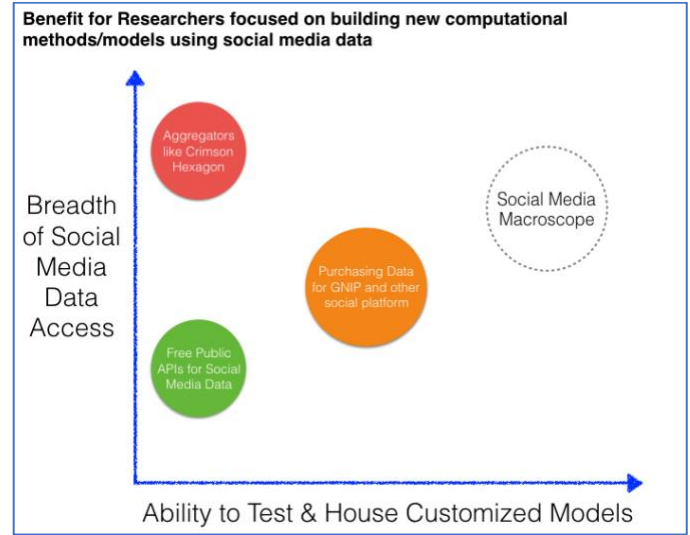 Benefit for Researchers focused on building new computational
methods/models using social media data
Aggregators
like Crimson
Hexagon
Social Media
Macroscope
Breadth
of Social
Media
Data
Access
Purchasing Data
for GNIP and other
social platform
Free Public
APIs for Social
Media Data
Ability to Test & House Customized Models